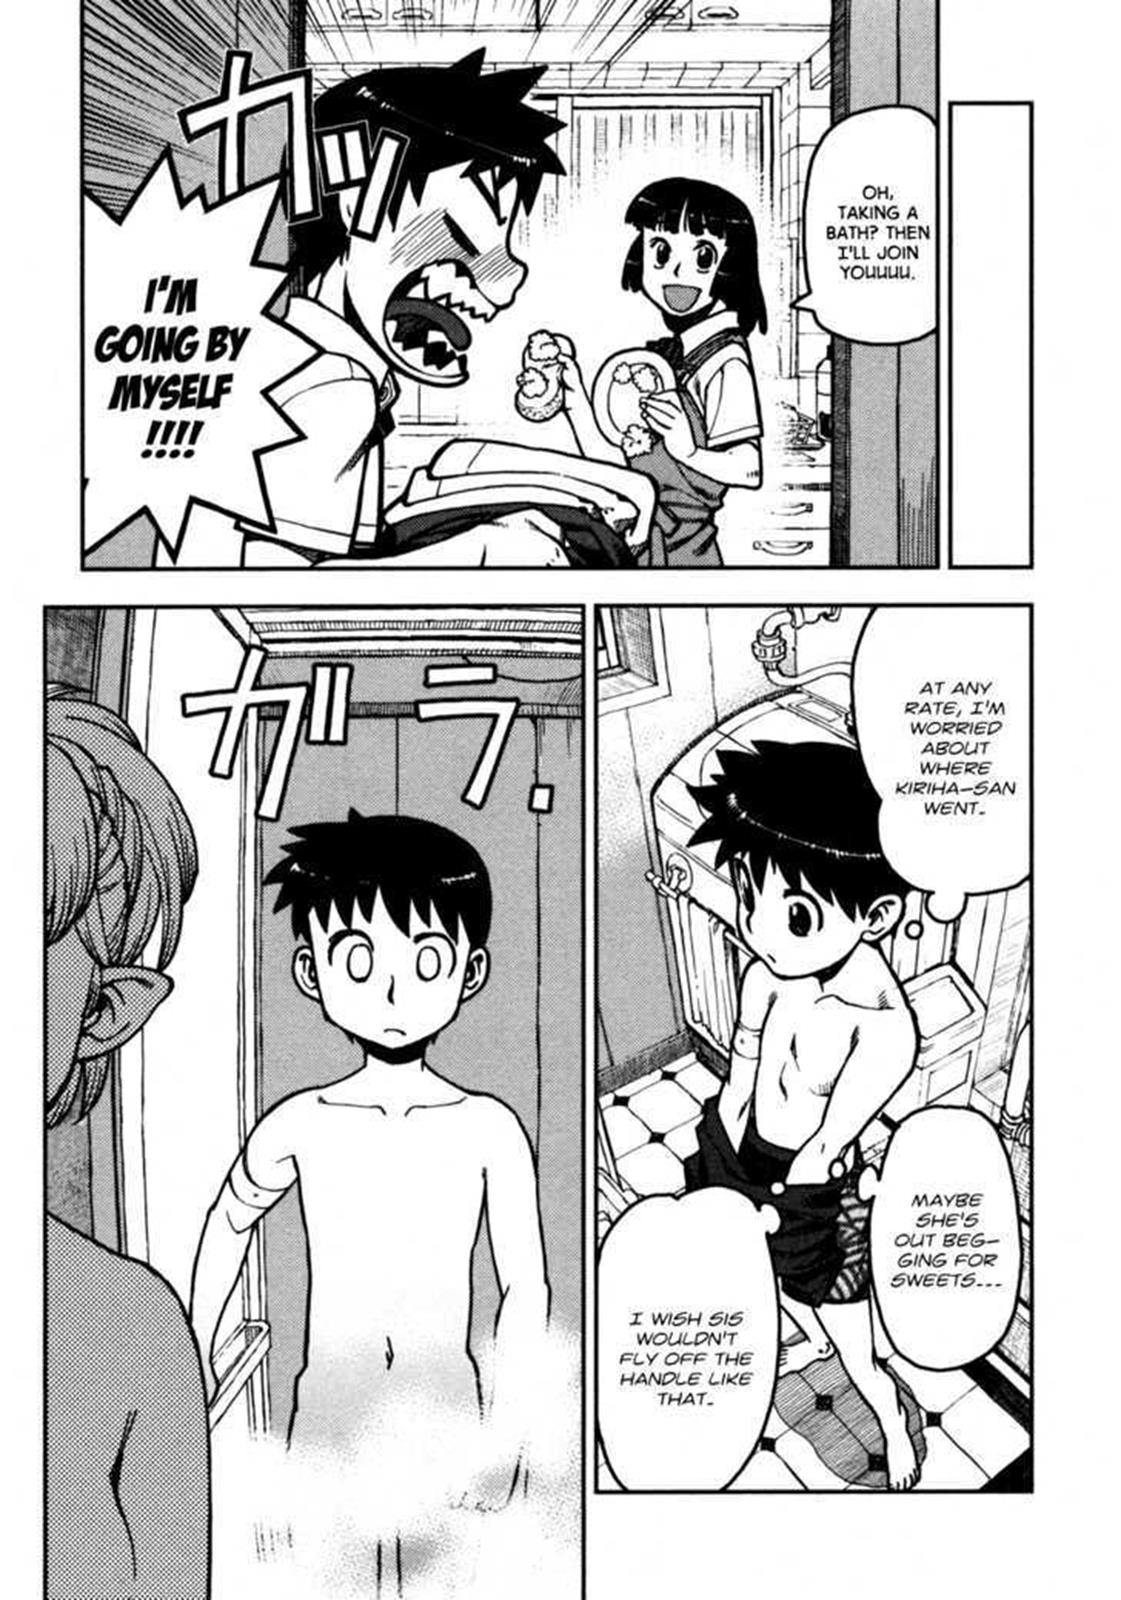 OH,
TAKING A
BATH? THEN
I'LL JOIN
YOUUUU.
カッ
I'M
GOING BY
MYSELF
!!!!
AT ANY
RATE, I'M
WORRIED
ABOUT
WHERE
KIRIHA-SAN
WENT.
MAYBE
SHE'S
OUT BEG-
GING FOR
SWEETS...
I WISH SIS
WOULDN'T
FLY OFF THE
HANDLE LIKE
THAT.
ガラ.